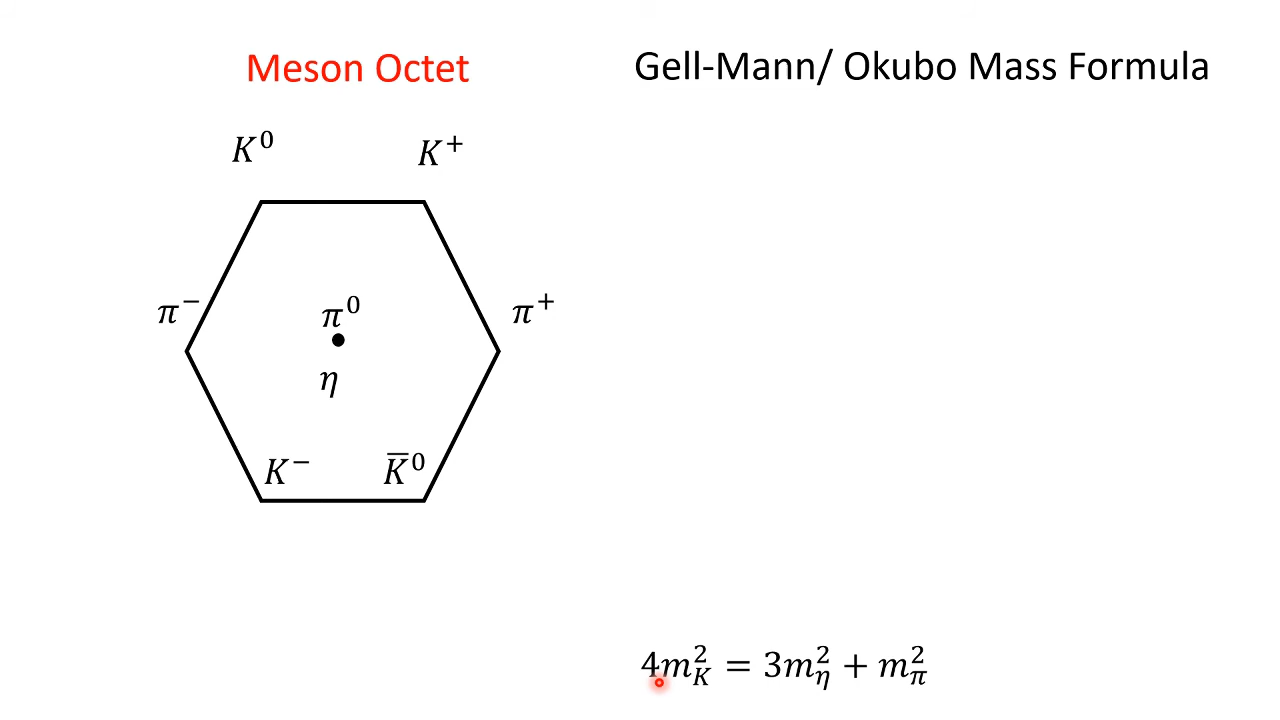 Meson Octet
Gell-Mann/ Okubo Mass Formula
K⁰
K⁺
π⁻
π⁰
π⁺
η
K⁻
K̅⁰
4m_K² = 3m_η² + m_π²